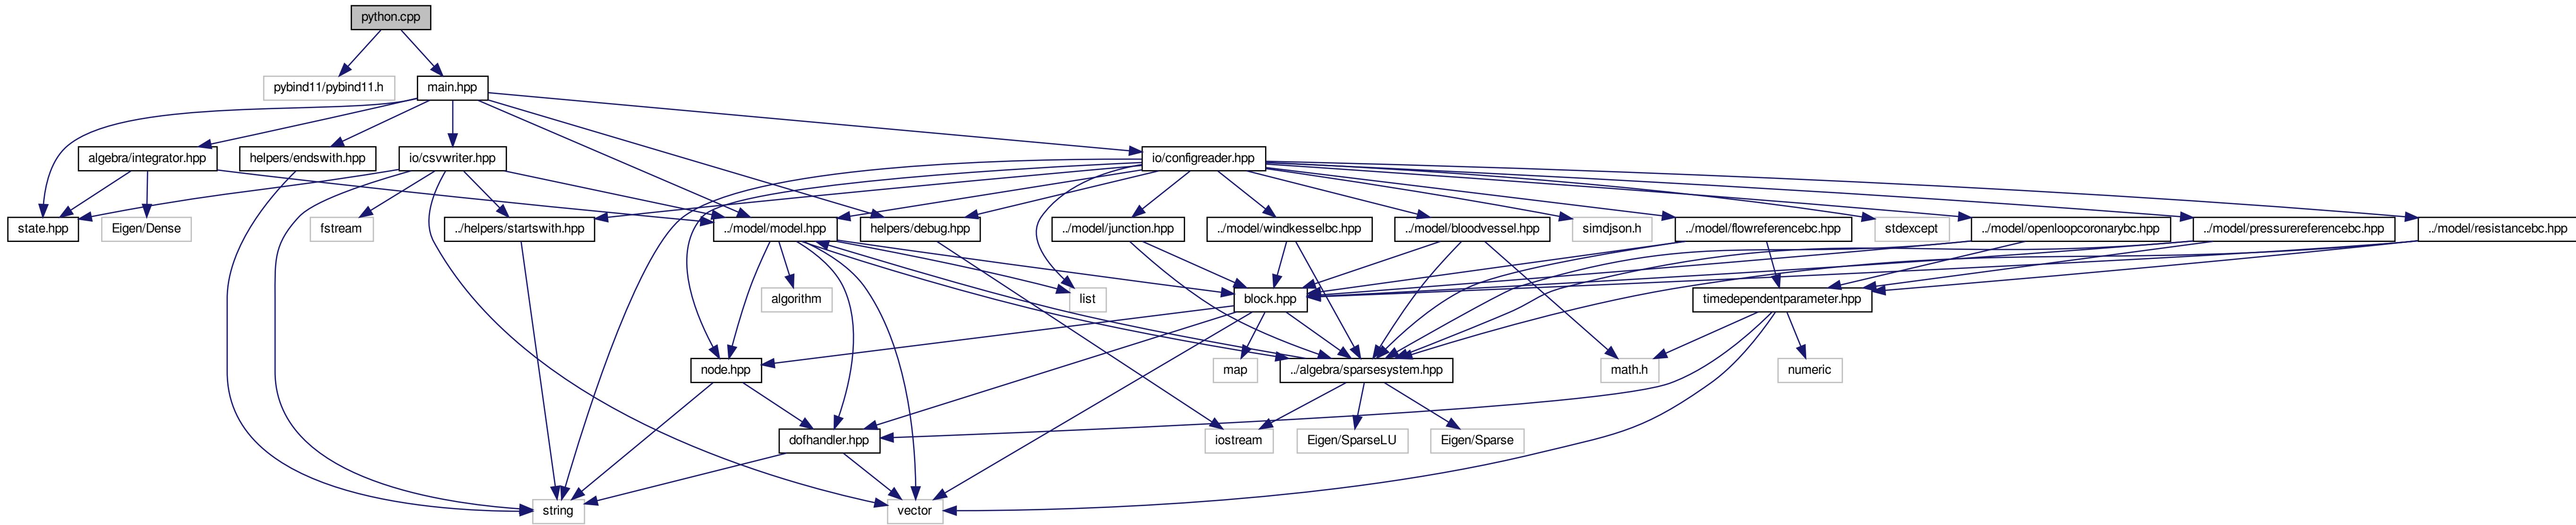 python.cpp
pybind11/pybind11.h
main.hpp
algebra/integrator.hpp
helpers/endswith.hpp
io/csvwriter.hpp
io/configreader.hpp
state.hpp
Eigen/Dense
fstream
../helpers/startswith.hpp
../model/model.hpp
helpers/debug.hpp
../model/junction.hpp
../model/windkesselbc.hpp
../model/bloodvessel.hpp
simdjson.h
../model/flowreferencebc.hpp
stdexcept
../model/openloopcoronarybc.hpp
../model/pressurereferencebc.hpp
../model/resistancebc.hpp
algorithm
list
block.hpp
timedependentparameter.hpp
node.hpp
map
../algebra/sparsesystem.hpp
math.h
numeric
dofhandler.hpp
iostream
Eigen/SparseLU
Eigen/Sparse
string
vector